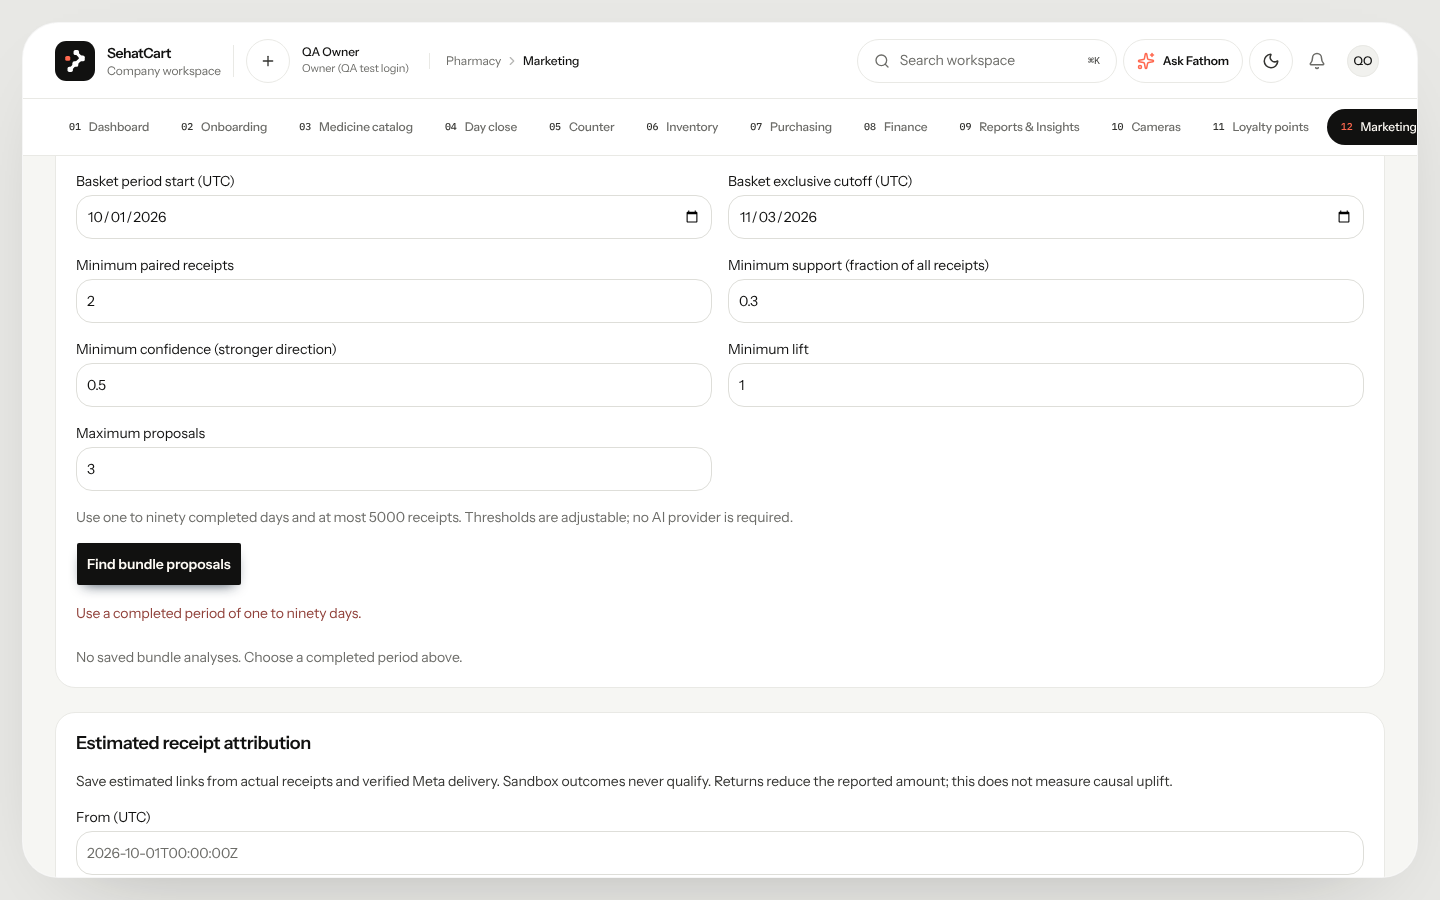 SehatCart
Company workspace
QA Owner
Owner (QA test login)
Pharmacy
Marketing
Search workspace
⌘K
Ask Fathom
QO
01 Dashboard
02 Onboarding
03 Medicine catalog
04 Day close
05 Counter
06 Inventory
07 Purchasing
08 Finance
09 Reports & Insights
10 Cameras
11 Loyalty points
12 Marketing
Basket period start (UTC)
Basket exclusive cutoff (UTC)
10/01/2026
11/03/2026
Minimum paired receipts
Minimum support (fraction of all receipts)
2
0.3
Minimum confidence (stronger direction)
Minimum lift
0.5
1
Maximum proposals
3
Use one to ninety completed days and at most 5000 receipts. Thresholds are adjustable; no AI provider is required.
Find bundle proposals
Use a completed period of one to ninety days.
No saved bundle analyses. Choose a completed period above.
Estimated receipt attribution
Save estimated links from actual receipts and verified Meta delivery. Sandbox outcomes never qualify. Returns reduce the reported amount; this does not measure causal uplift.
From (UTC)
2026-10-01T00:00:00Z